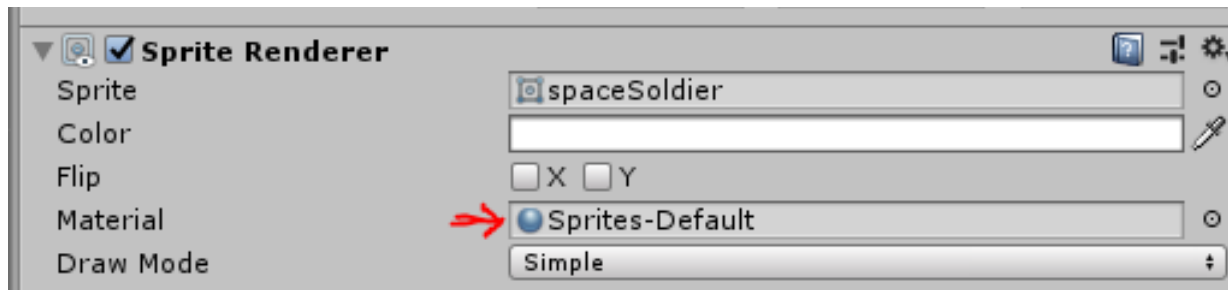 Sprite Renderer
Sprite spaceSoldier
Color
Flip X Y
Material Sprites-Default
Draw Mode Simple